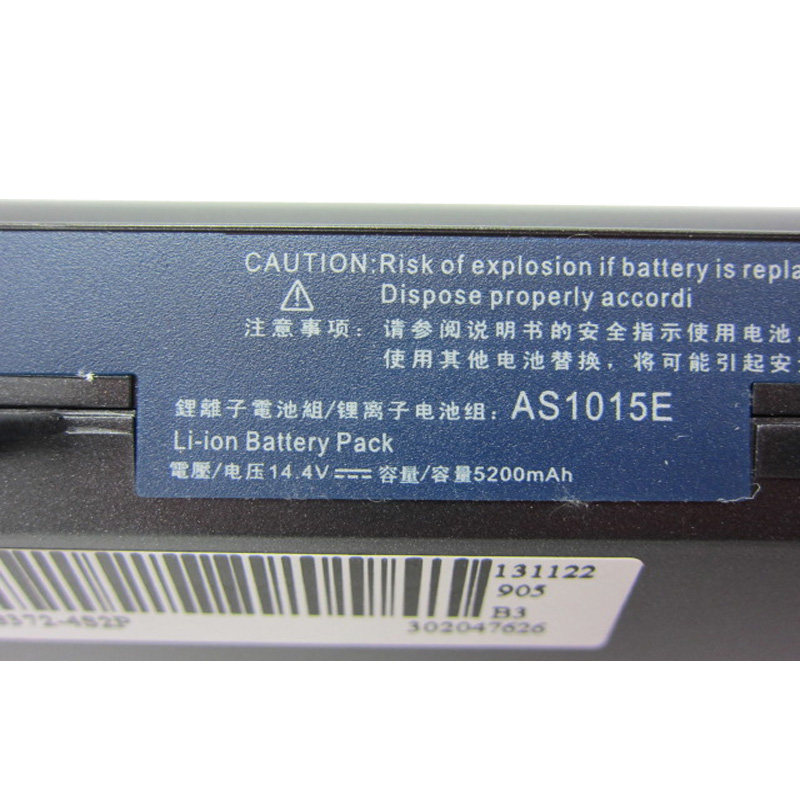 CAUTION:Risk of explosion if battery is repla
Dispose properly accordi
注意事項: 请参阅说明书的安全指示使用电池.
使用其他电池替换，将可能引起安
鋰離子電池組/锂离子电池组: AS1015E
Li-ion Battery Pack
電壓/电压14.4V 容量/容量5200mAh
131122
905
B3
372-4S2P 302047626